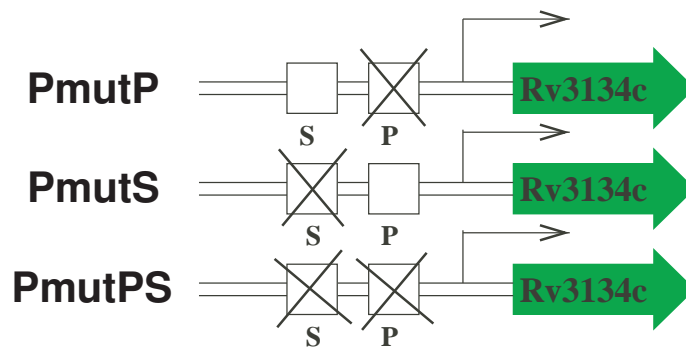 PmutP Rv3134c
S P
PmutS Rv3134c
S P
PmutPS Rv3134c
S P